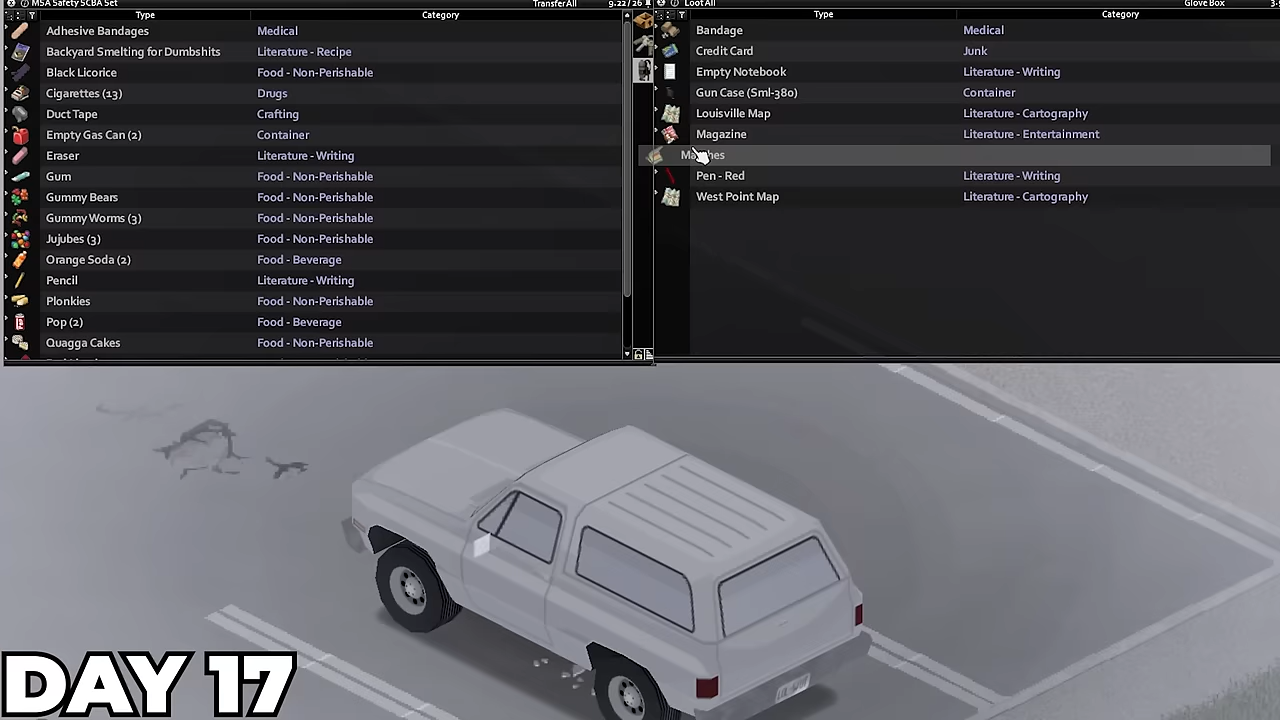 MSA Safety SCBA Set Transfer All 9.22 / 26
Type Category
Adhesive Bandages Medical
Backyard Smelting for Dumbshits Literature - Recipe
Black Licorice Food - Non-Perishable
Cigarettes (13) Drugs
Duct Tape Crafting
Empty Gas Can (2) Container
Eraser Literature - Writing
Gum Food - Non-Perishable
Gummy Bears Food - Non-Perishable
Gummy Worms (3) Food - Non-Perishable
Jujubes (3) Food - Non-Perishable
Orange Soda (2) Food - Beverage
Pencil Literature - Writing
Plonkies Food - Non-Perishable
Pop (2) Food - Beverage
Quagga Cakes Food - Non-Perishable
Loot All Glove Box
Type Category
Bandage Medical
Credit Card Junk
Empty Notebook Literature - Writing
Gun Case (Sml-380) Container
Louisville Map Literature - Cartography
Magazine Literature - Entertainment
Matches
Pen - Red Literature - Writing
West Point Map Literature - Cartography
DAY 17